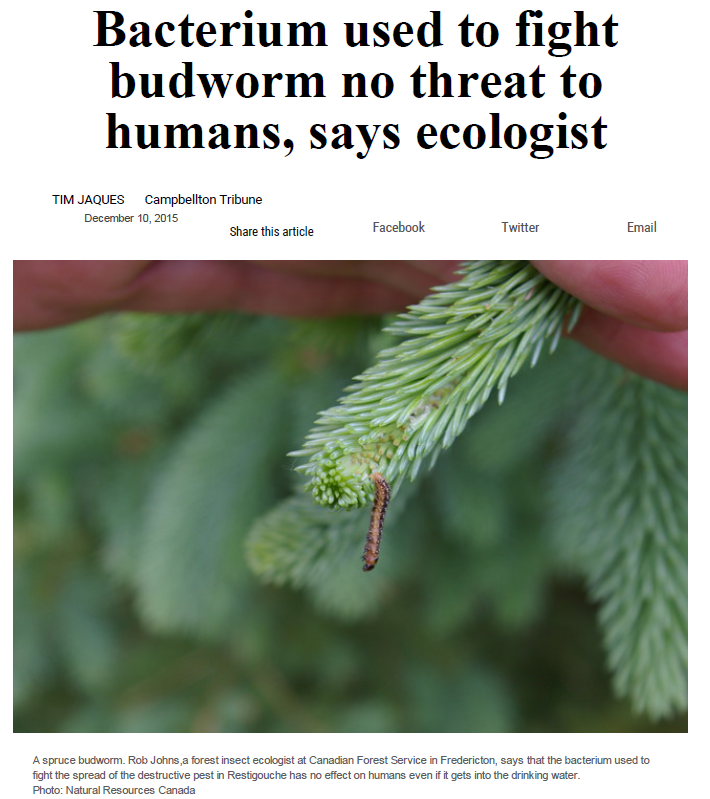 Bacterium used to fight
budworm no threat to
humans, says ecologist
TIM JAQUES Campbellton Tribune
December 10, 2015
Share this article Facebook Twitter Email
A spruce budworm. Rob Johns,a forest insect ecologist at Canadian Forest Service in Fredericton, says that the bacterium used to
fight the spread of the destructive pest in Restigouche has no effect on humans even if it gets into the drinking water.
Photo: Natural Resources Canada